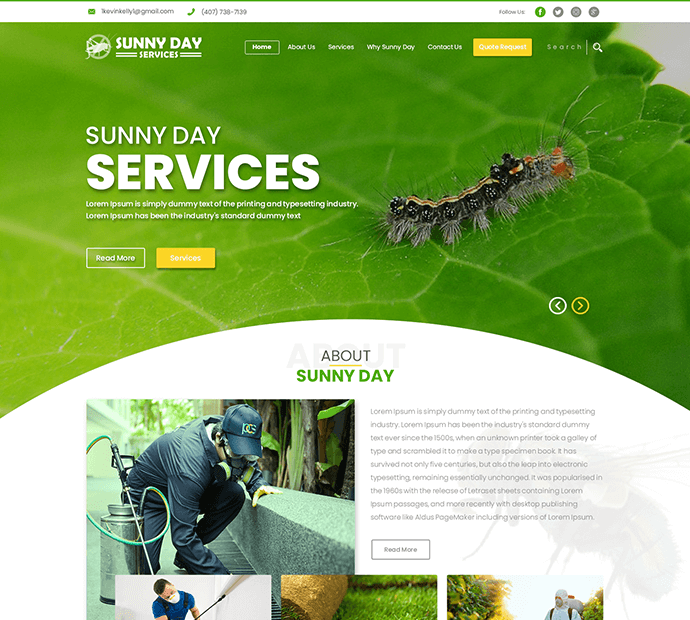 1kevinkelly1@gmail.com (407) 738-7139 Follow Us:
SUNNY DAY
SERVICES
Home About Us Services Why Sunny Day Contact Us Quote Request Search
SUNNY DAY
SERVICES
Lorem Ipsum is simply dummy text of the printing and typesetting industry.
Lorem Ipsum has been the industry's standard dummy text
Read More Services
ABOUT
ABOUT
SUNNY DAY
PCS
Lorem Ipsum is simply dummy text of the printing and typesetting
industry. Lorem Ipsum has been the industry's standard dummy
text ever since the 1500s, when an unknown printer took a galley of
type and scrambled it to make a type specimen book. It has
survived not only five centuries, but also the leap into electronic
typesetting, remaining essentially unchanged. It was popularised in
the 1960s with the release of Letraset sheets containing Lorem
Ipsum passages, and more recently with desktop publishing
software like Aldus PageMaker including versions of Lorem Ipsum.
Read More